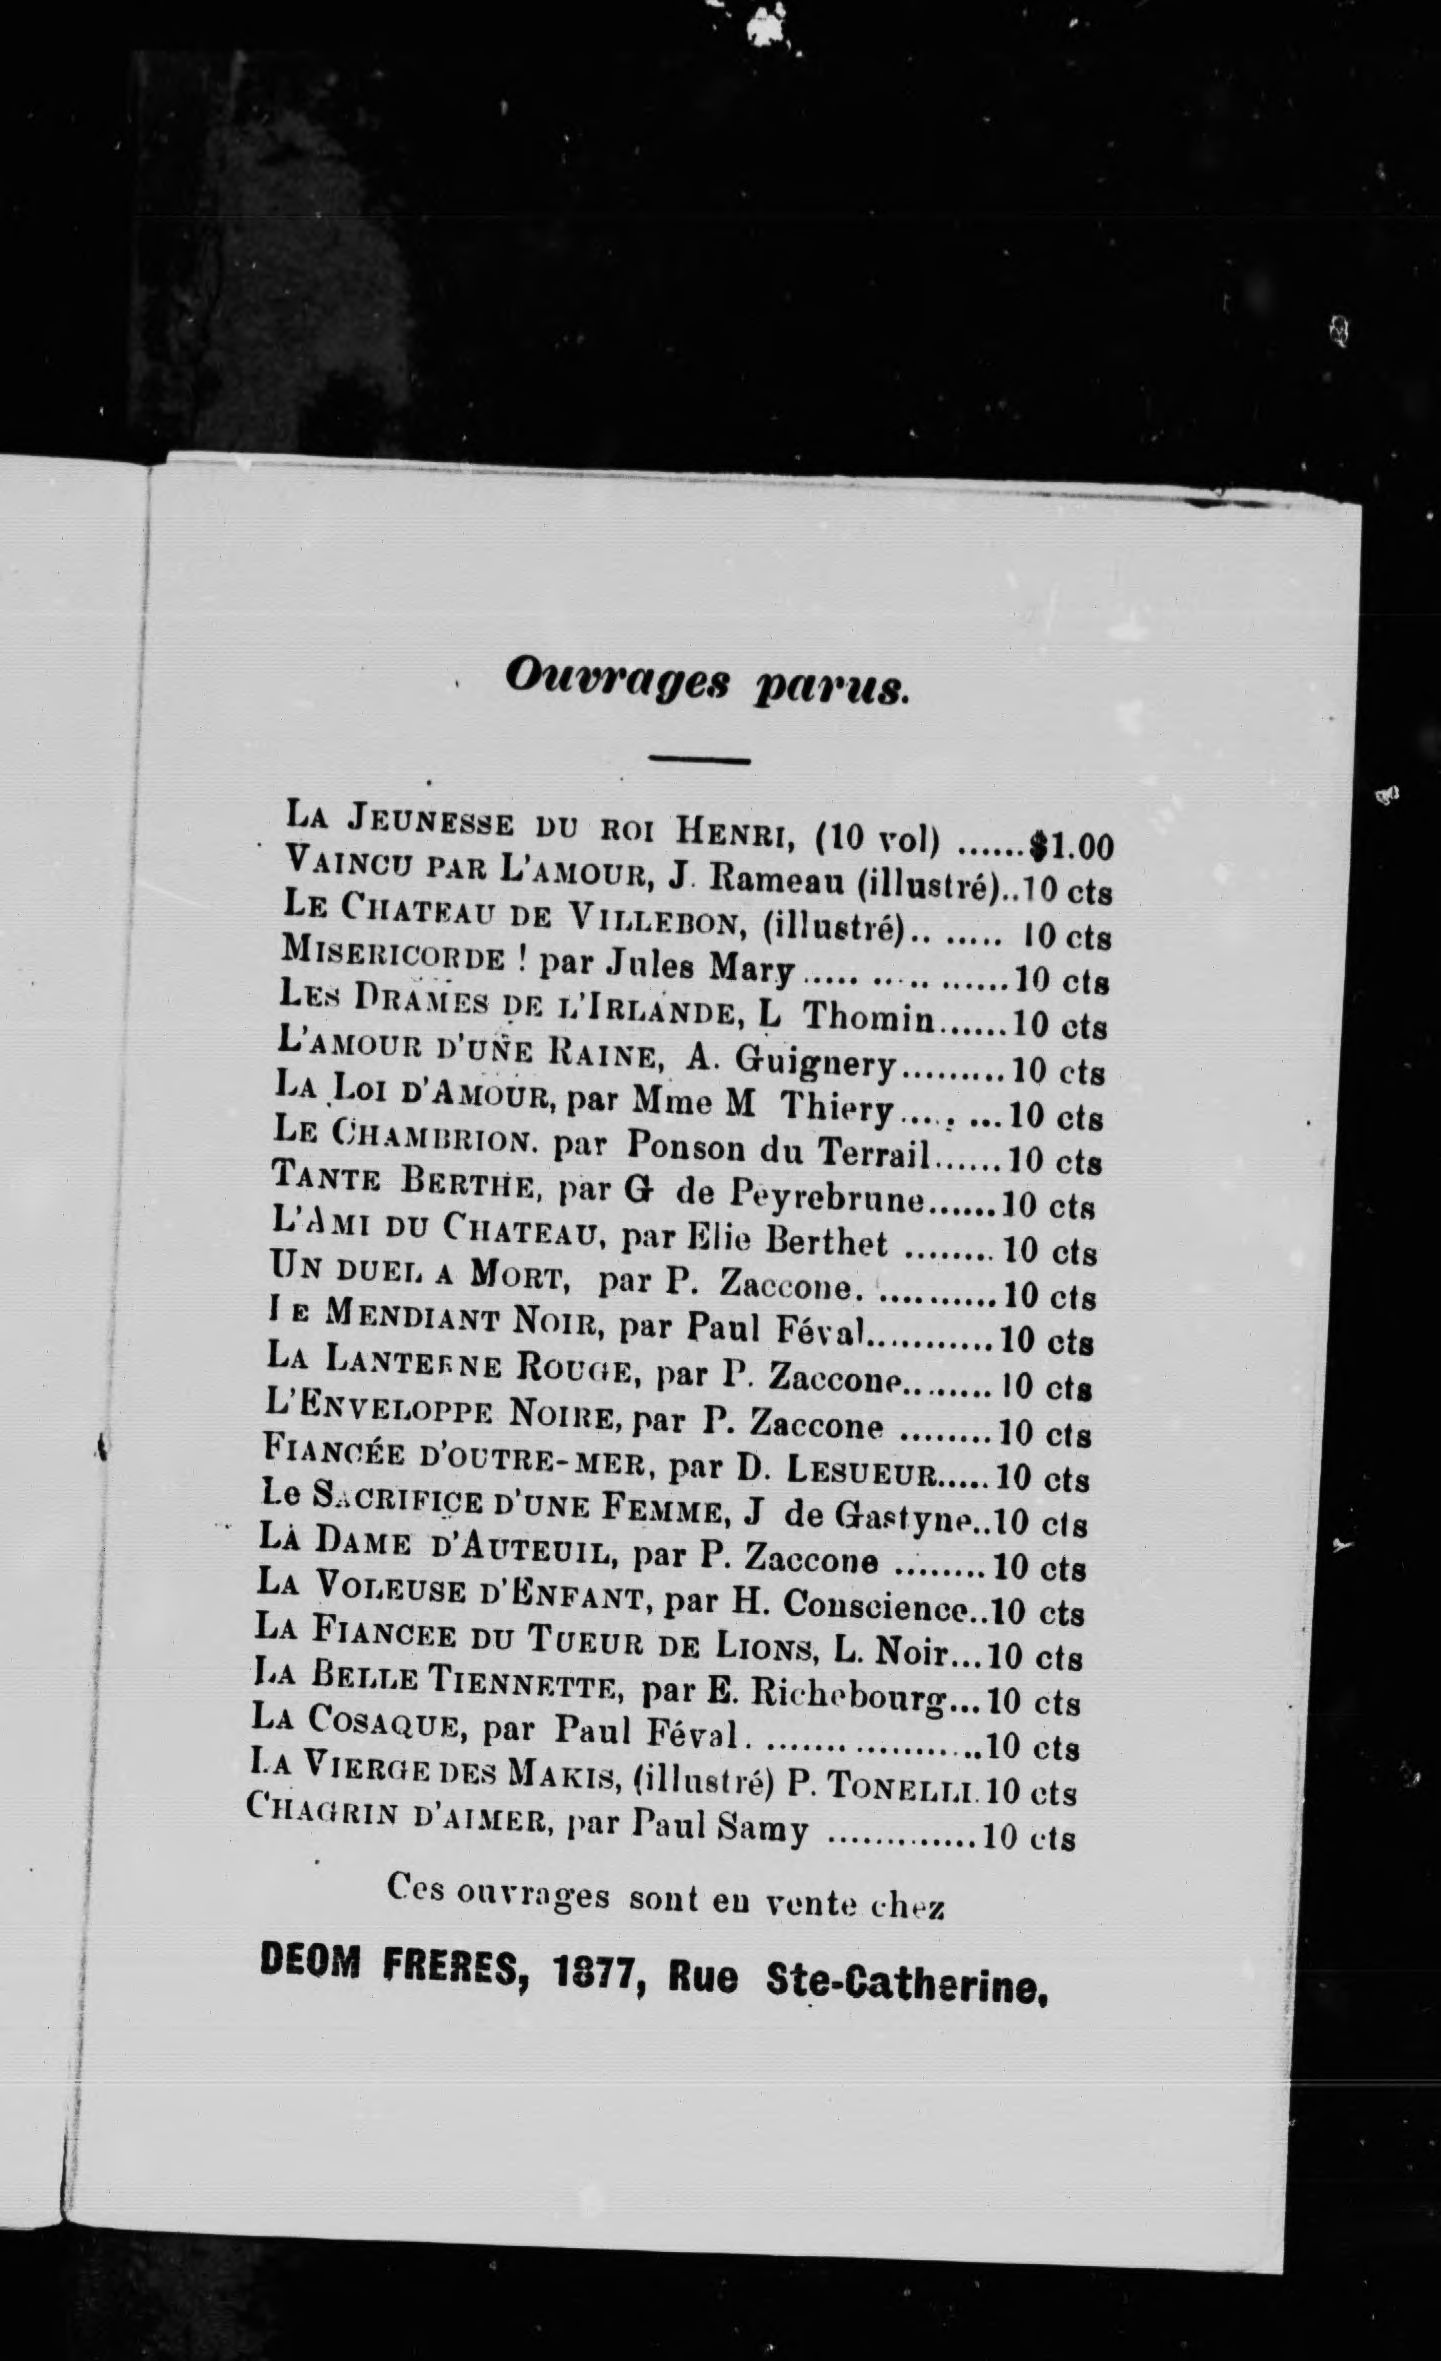 Ouvrages parus.
LA JEUNESSE DU ROI HENRI, (10 vol) ......$1.00
VAINCU PAR L'AMOUR, J. Rameau (illustré)..10 cts
LE CHATEAU DE VILLEBON, (illustré).. ..... 10 cts
MISERICORDE ! par Jules Mary ..... ..... ......10 cts
LES DRAMES DE L'IRLANDE, L Thomin......10 cts
L'AMOUR D'UNE RAINE, A. Guignery.........10 cts
LA LOI D'AMOUR, par Mme M Thiery..... ...10 cts
LE CHAMBRION. par Ponson du Terrail......10 cts
TANTE BERTHE, par G de Peyrebrune......10 cts
L'AMI DU CHATEAU, par Elie Berthet ........10 cts
UN DUEL A MORT, par P. Zaccone. ..........10 cts
LE MENDIANT NOIR, par Paul Féval............10 cts
LA LANTERNE ROUGE, par P. Zaccone........10 cts
L'ENVELOPPE NOIRE, par P. Zaccone ........10 cts
FIANCÉE D'OUTRE-MER, par D. LESUEUR.....10 cts
Le SACRIFICE D'UNE FEMME, J de Gastyne..10 cts
LA DAME D'AUTEUIL, par P. Zaccone ........10 cts
LA VOLEUSE D'ENFANT, par H. Conscience..10 cts
LA FIANCEE DU TUEUR DE LIONS, L. Noir...10 cts
LA BELLE TIENNETTE, par E. Richebourg...10 cts
LA COSAQUE, par Paul Féval. ....... ..........10 cts
LA VIERGE DES MAKIS, (illustré) P. TONELLI.10 cts
CHAGRIN D'AIMER, par Paul Samy .............10 cts
Ces ouvrages sont en vente chez
DEOM FRERES, 1877, Rue Ste-Catherine.